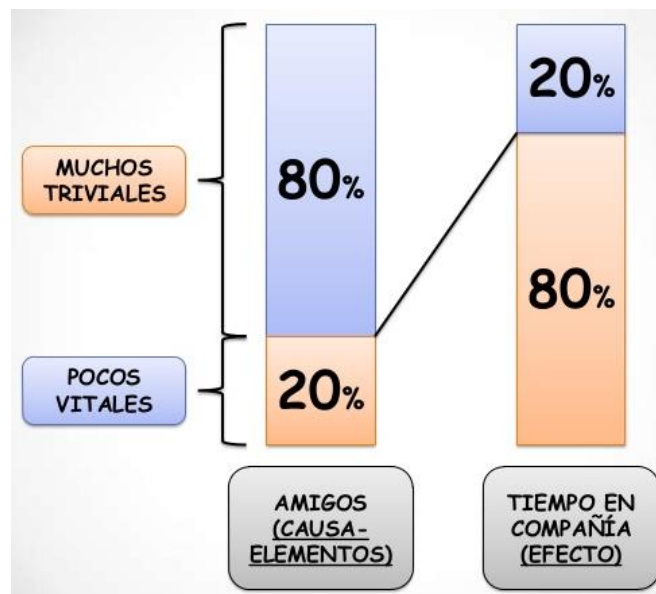 MUCHOS
TRIVIALES
POCOS
VITALES
80%
20%
20%
80%
AMIGOS
(CAUSA-
ELEMENTOS)
TIEMPO EN
COMPAÑÍA
(EFECTO)